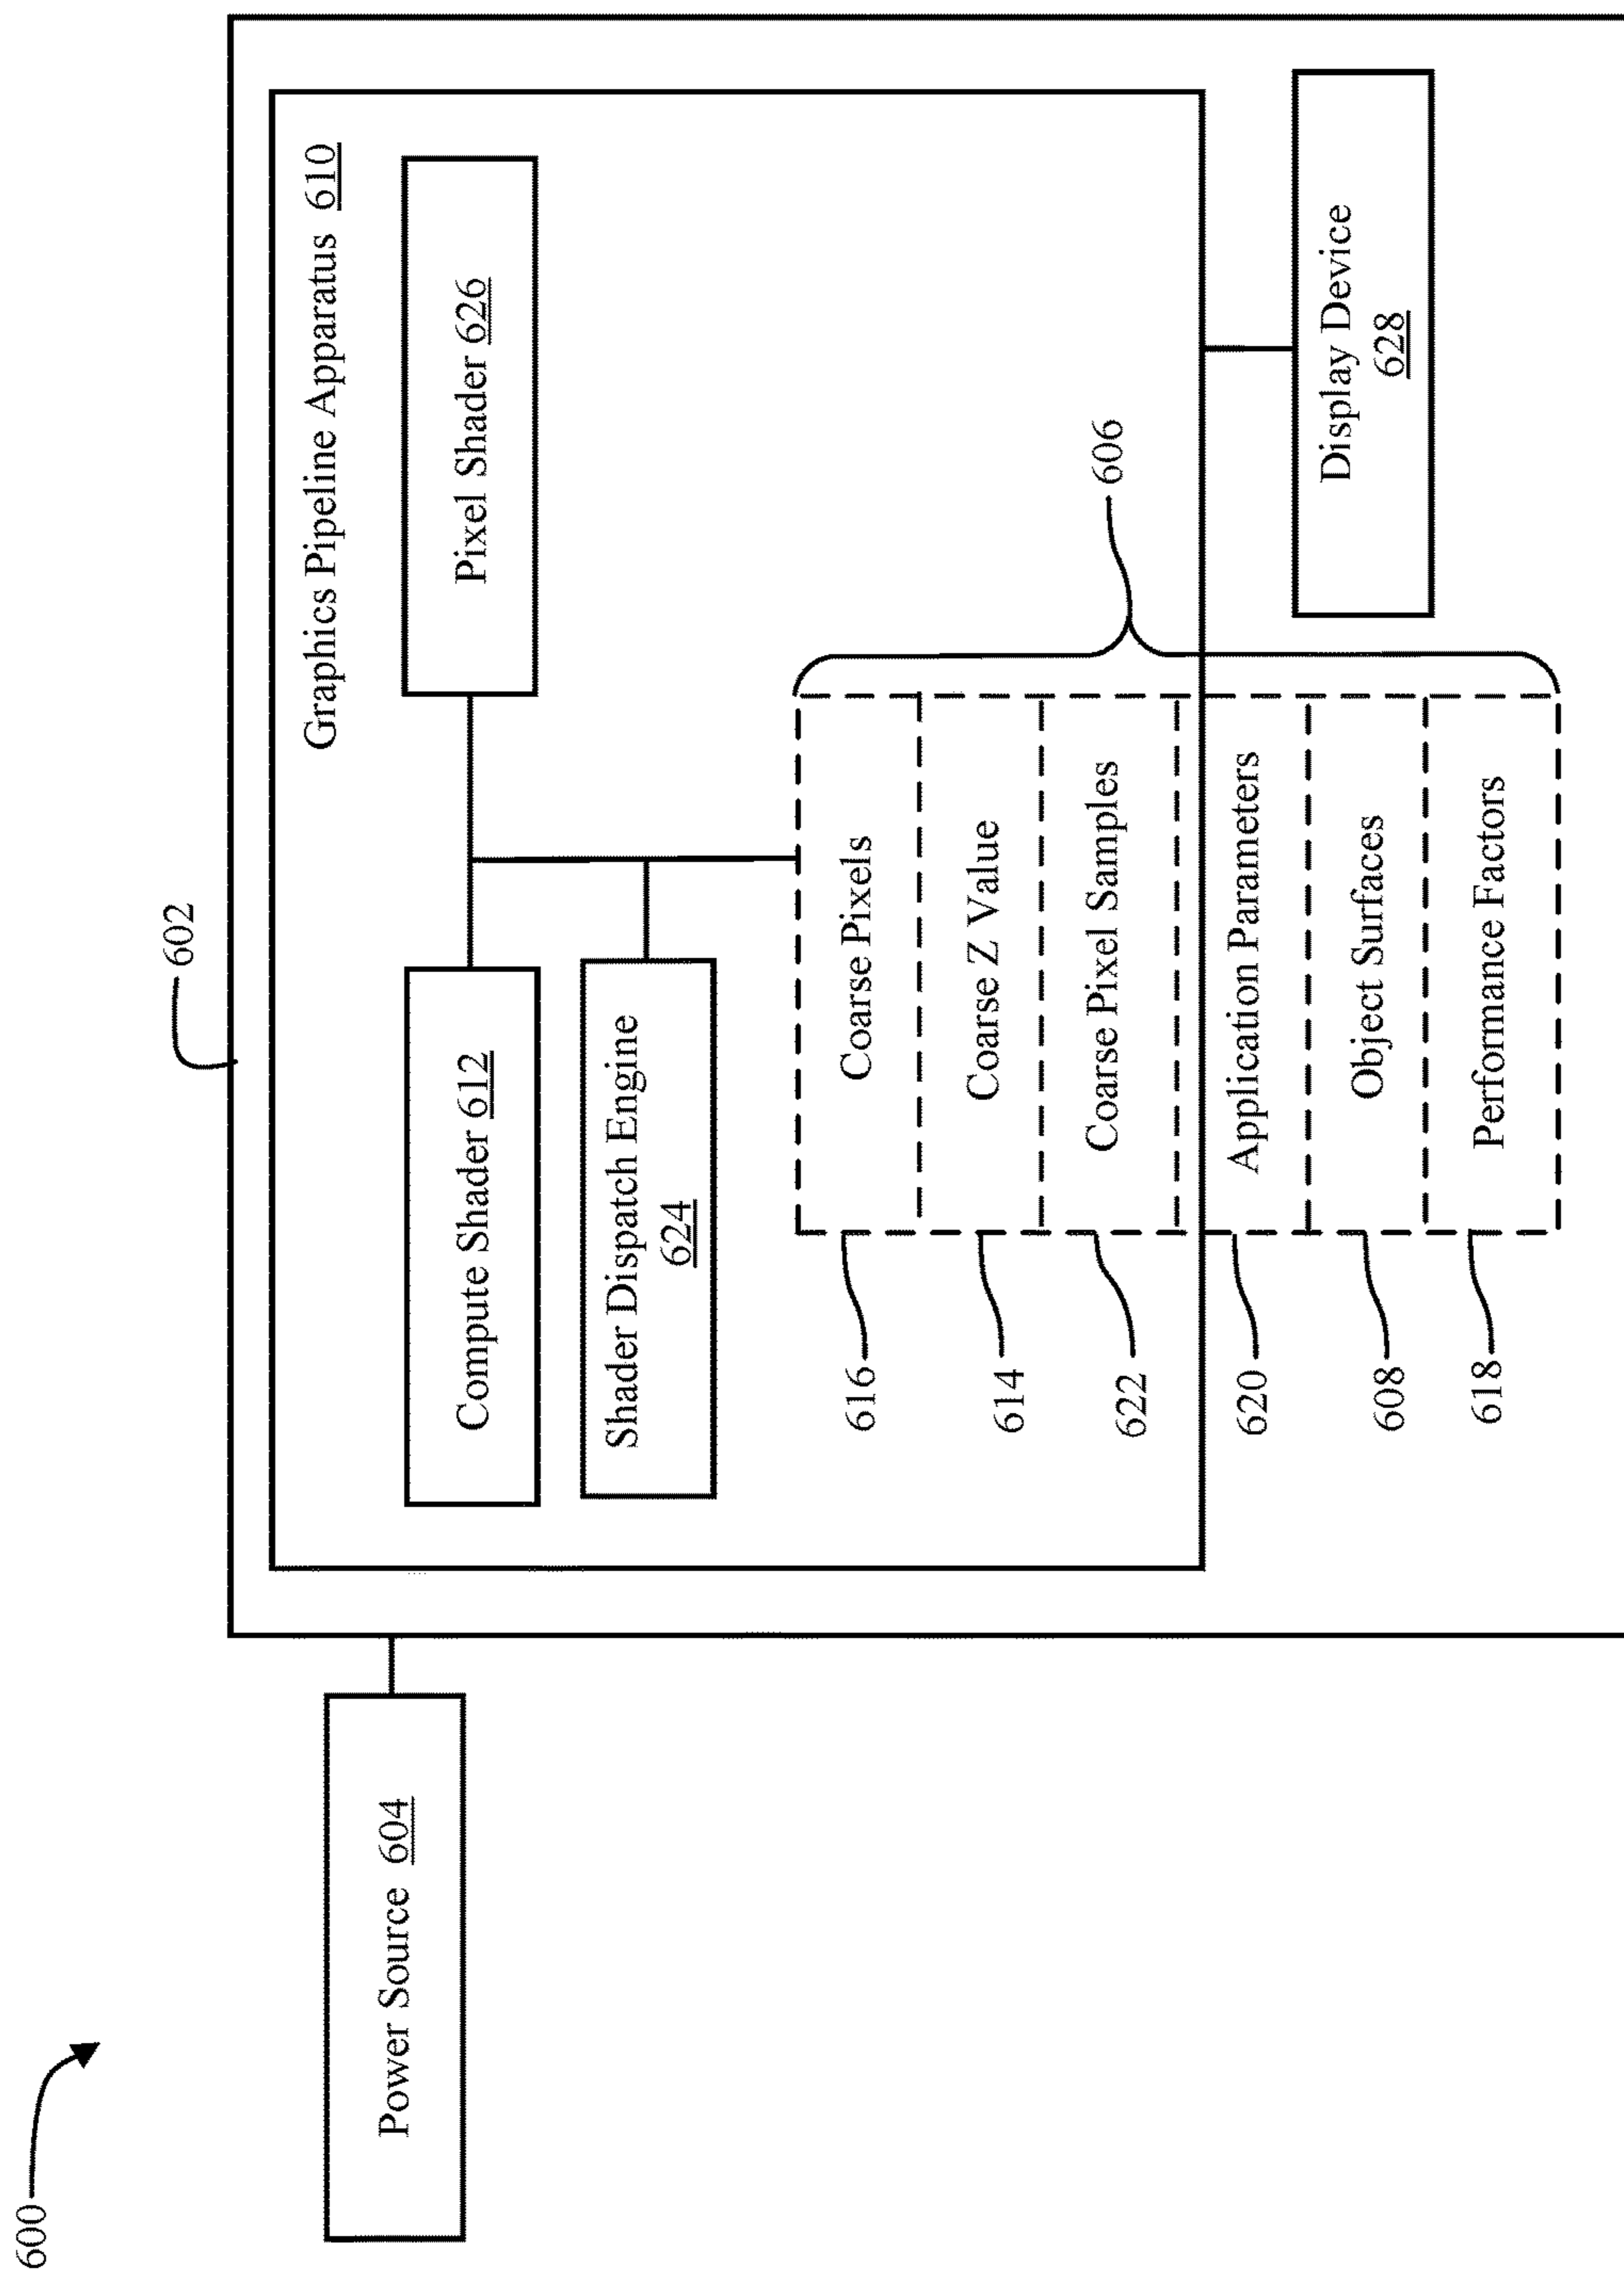 600
602
Power Source 604
Graphics Pipeline Apparatus 610
Compute Shader 612
Pixel Shader 626
Shader Dispatch Engine
624
606
616
Coarse Pixels
614
Coarse Z Value
622
Coarse Pixel Samples
620
Application Parameters
608
Object Surfaces
618
Performance Factors
Display Device
628